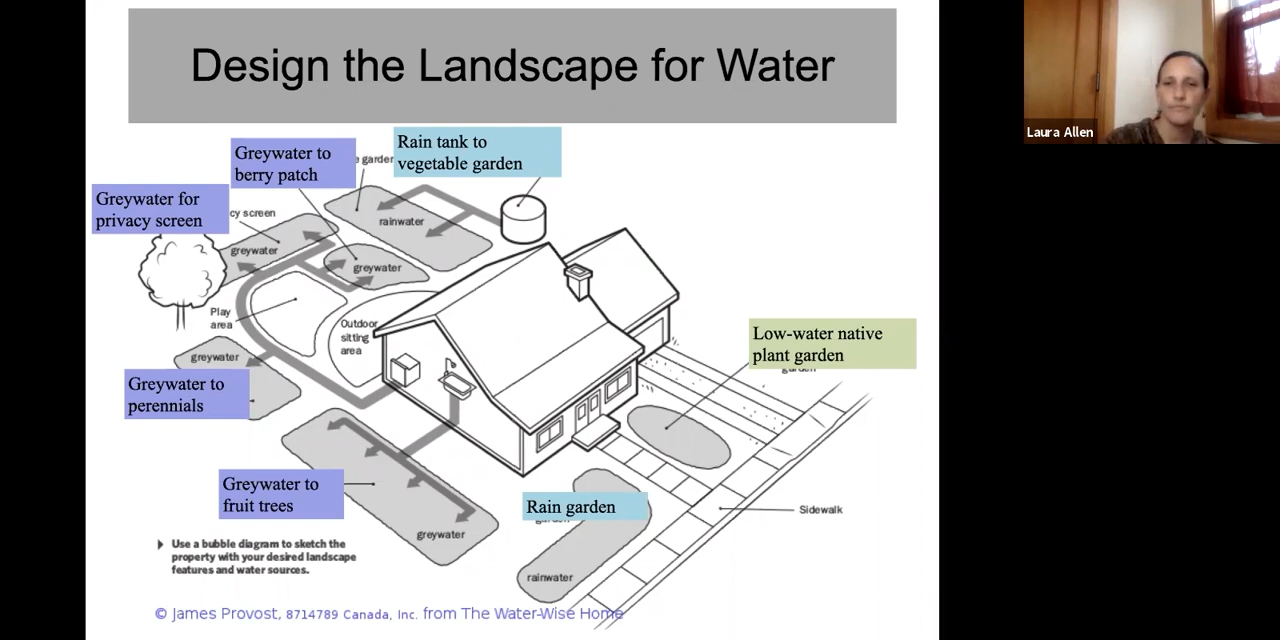 Design the Landscape for Water
Laura Allen
Rain tank to
vegetable garden
Greywater to
berry patch
e garden
Greywater for
privacy screen
cy screen
rainwater
greywater
greywater
Play
area
Outdoor
sitting
area
Low-water native
plant garden
garden
greywater
Greywater to
perennials
Greywater to
fruit trees
Rain garden
garden
Sidewalk
greywater
rainwater
Use a bubble diagram to sketch the
property with your desired landscape
features and water sources.
© James Provost, 8714789 Canada, Inc. from The Water-Wise Home